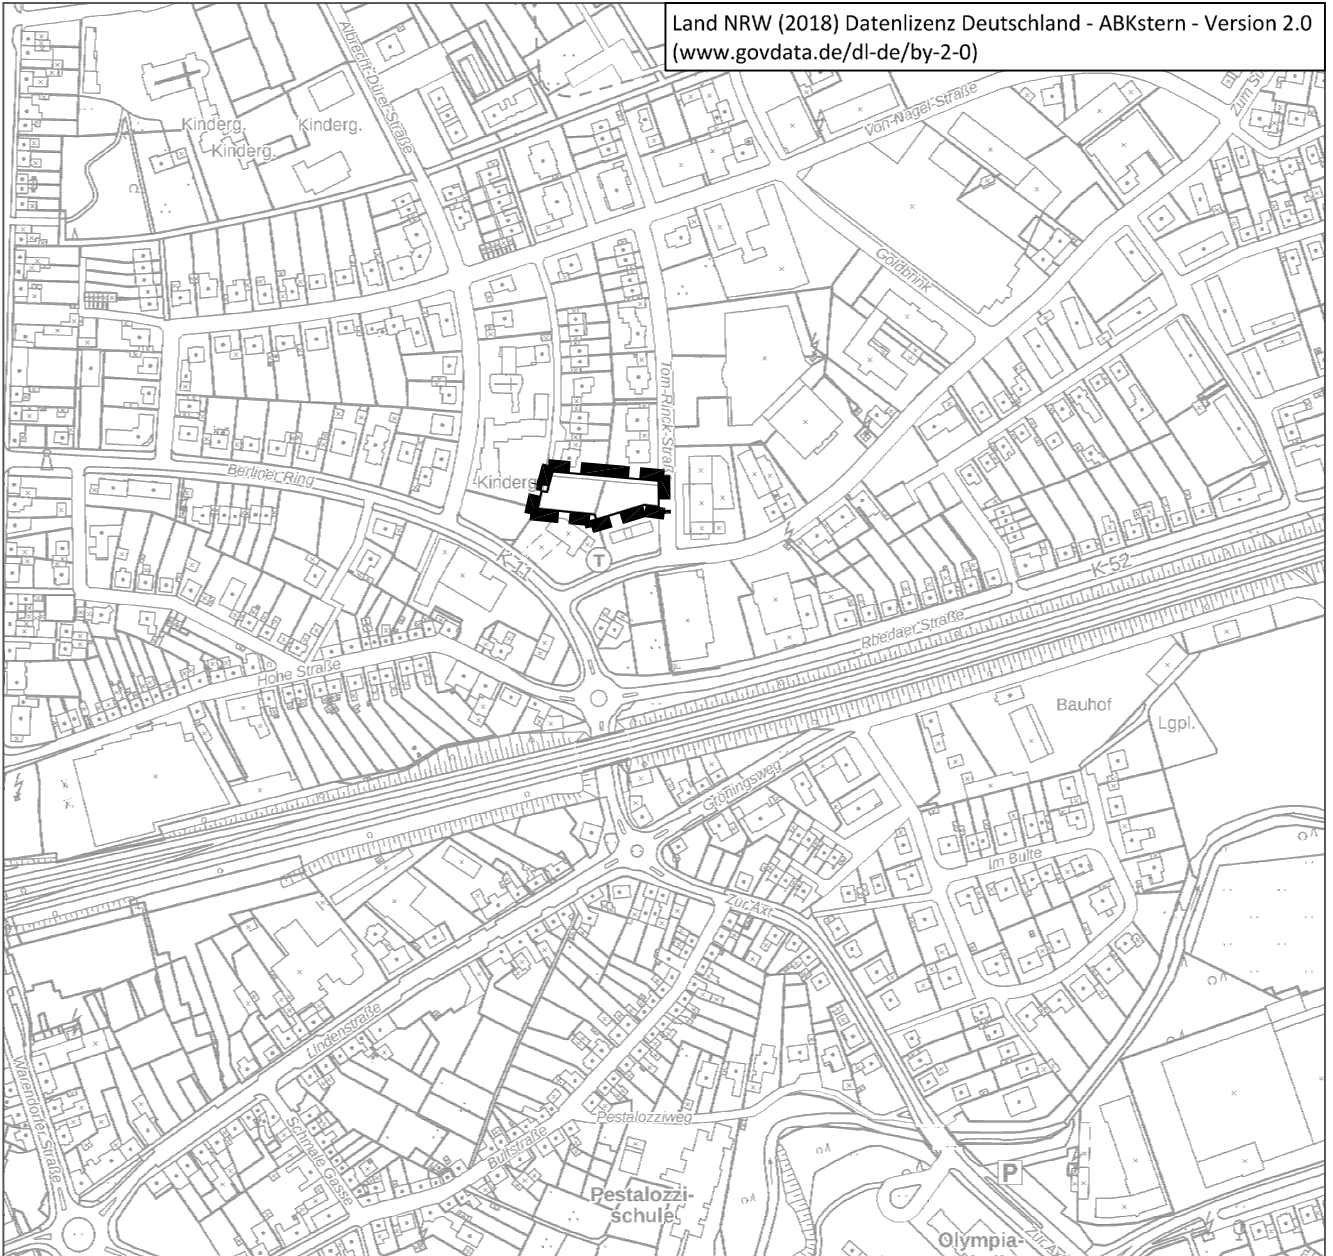 Land NRW (2018) Datenlizenz Deutschland - ABKstern - Version 2.0
(www.govdata.de/dl-de/by-2-0)
Albrecht-Dürer-Straße
Zum
Von-Nagel-Straße
Kinderg.
Kinderg.
Kinderg.
Goldbrink
Tom-Rinck-Straße
Berliner Ring
Kinderg
K 11
T
K 52
Rhedaer Straße
Hohe Straße
Bauhof
Lgpl.
Gröningsweg
Im Bulte
Zur Axt
Lindenstraße
Warendorfer Straße
Schmale Gasse
Pestalozziweg
Bultstraße
P
Pestalozzi-
schule
Olympia-
Zur Axt